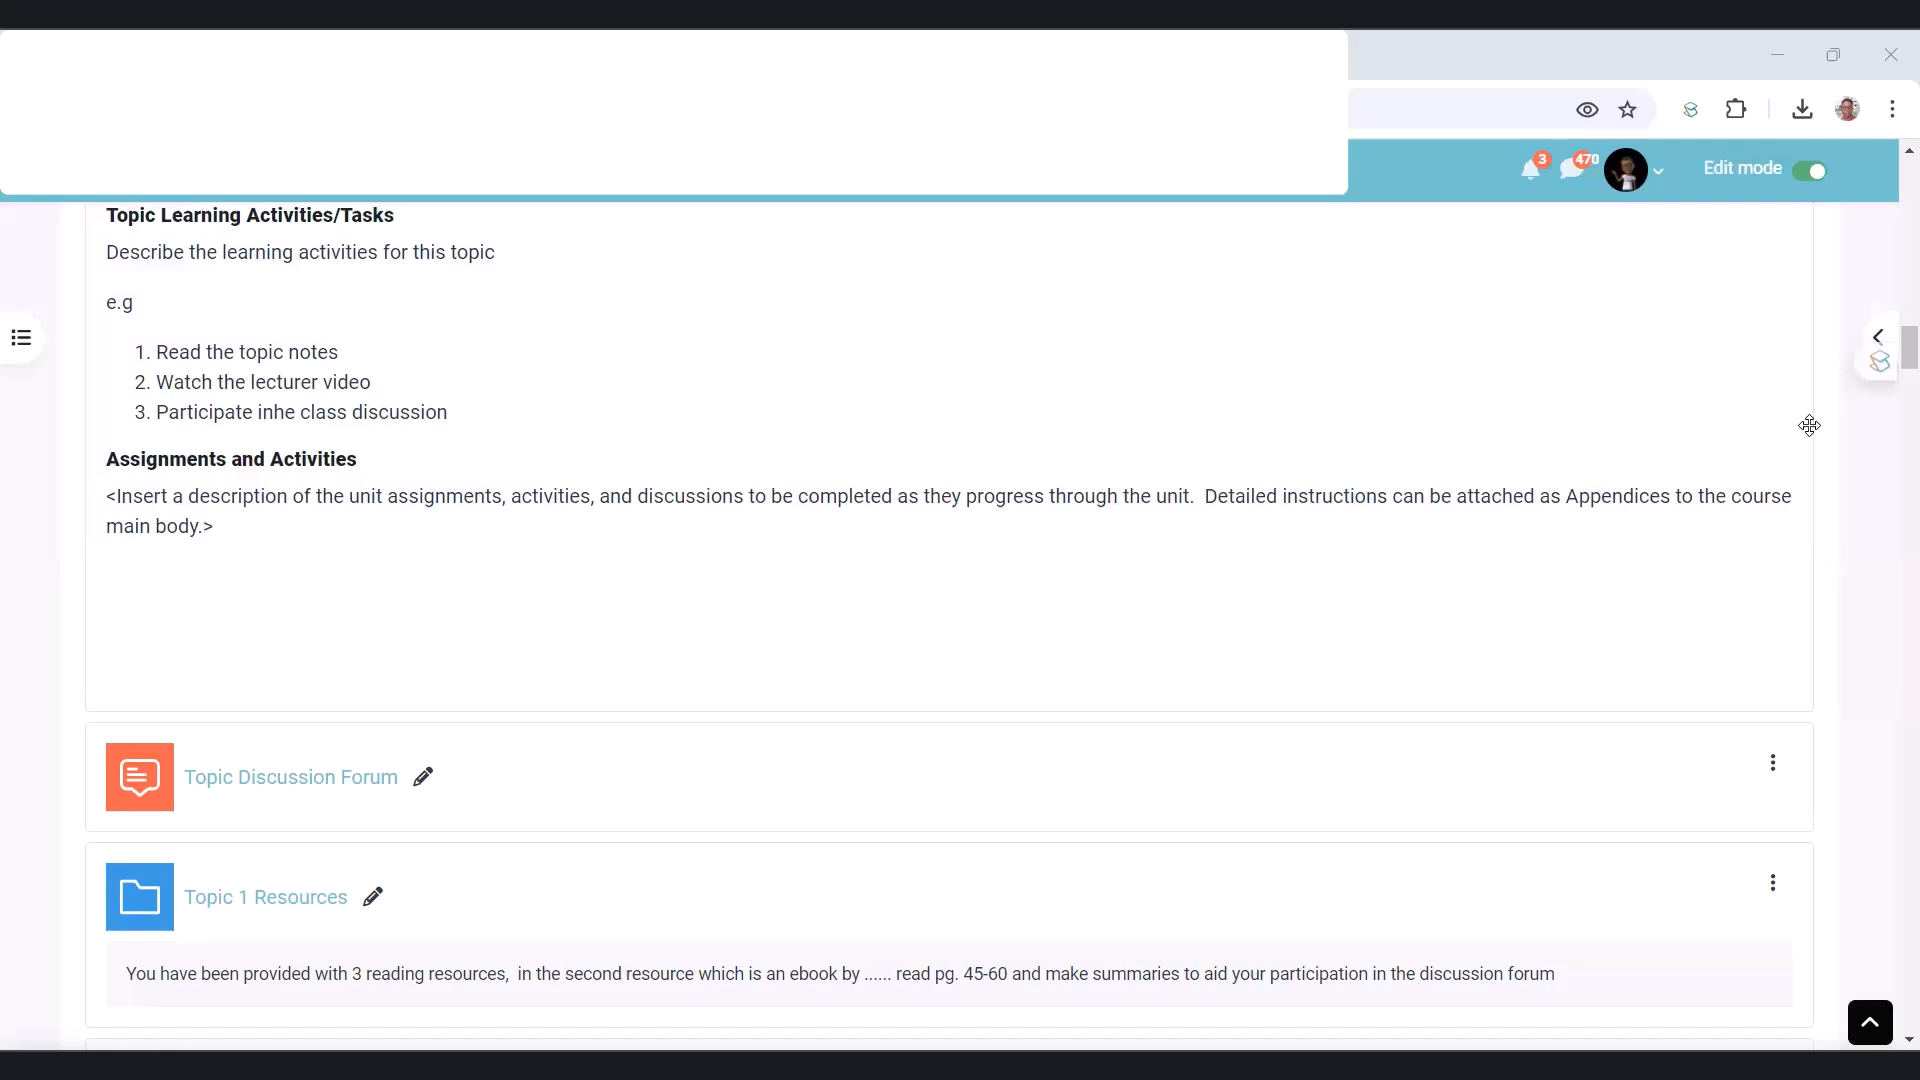 3
470
Edit mode
Topic Learning Activities/Tasks
Describe the learning activities for this topic
e.g
1. Read the topic notes
2. Watch the lecturer video
3. Participate inhe class discussion
Assignments and Activities
<Insert a description of the unit assignments, activities, and discussions to be completed as they progress through the unit.  Detailed instructions can be attached as Appendices to the course
main body.>
Topic Discussion Forum
Topic 1 Resources
You have been provided with 3 reading resources,  in the second resource which is an ebook by ...... read pg. 45-60 and make summaries to aid your participation in the discussion forum